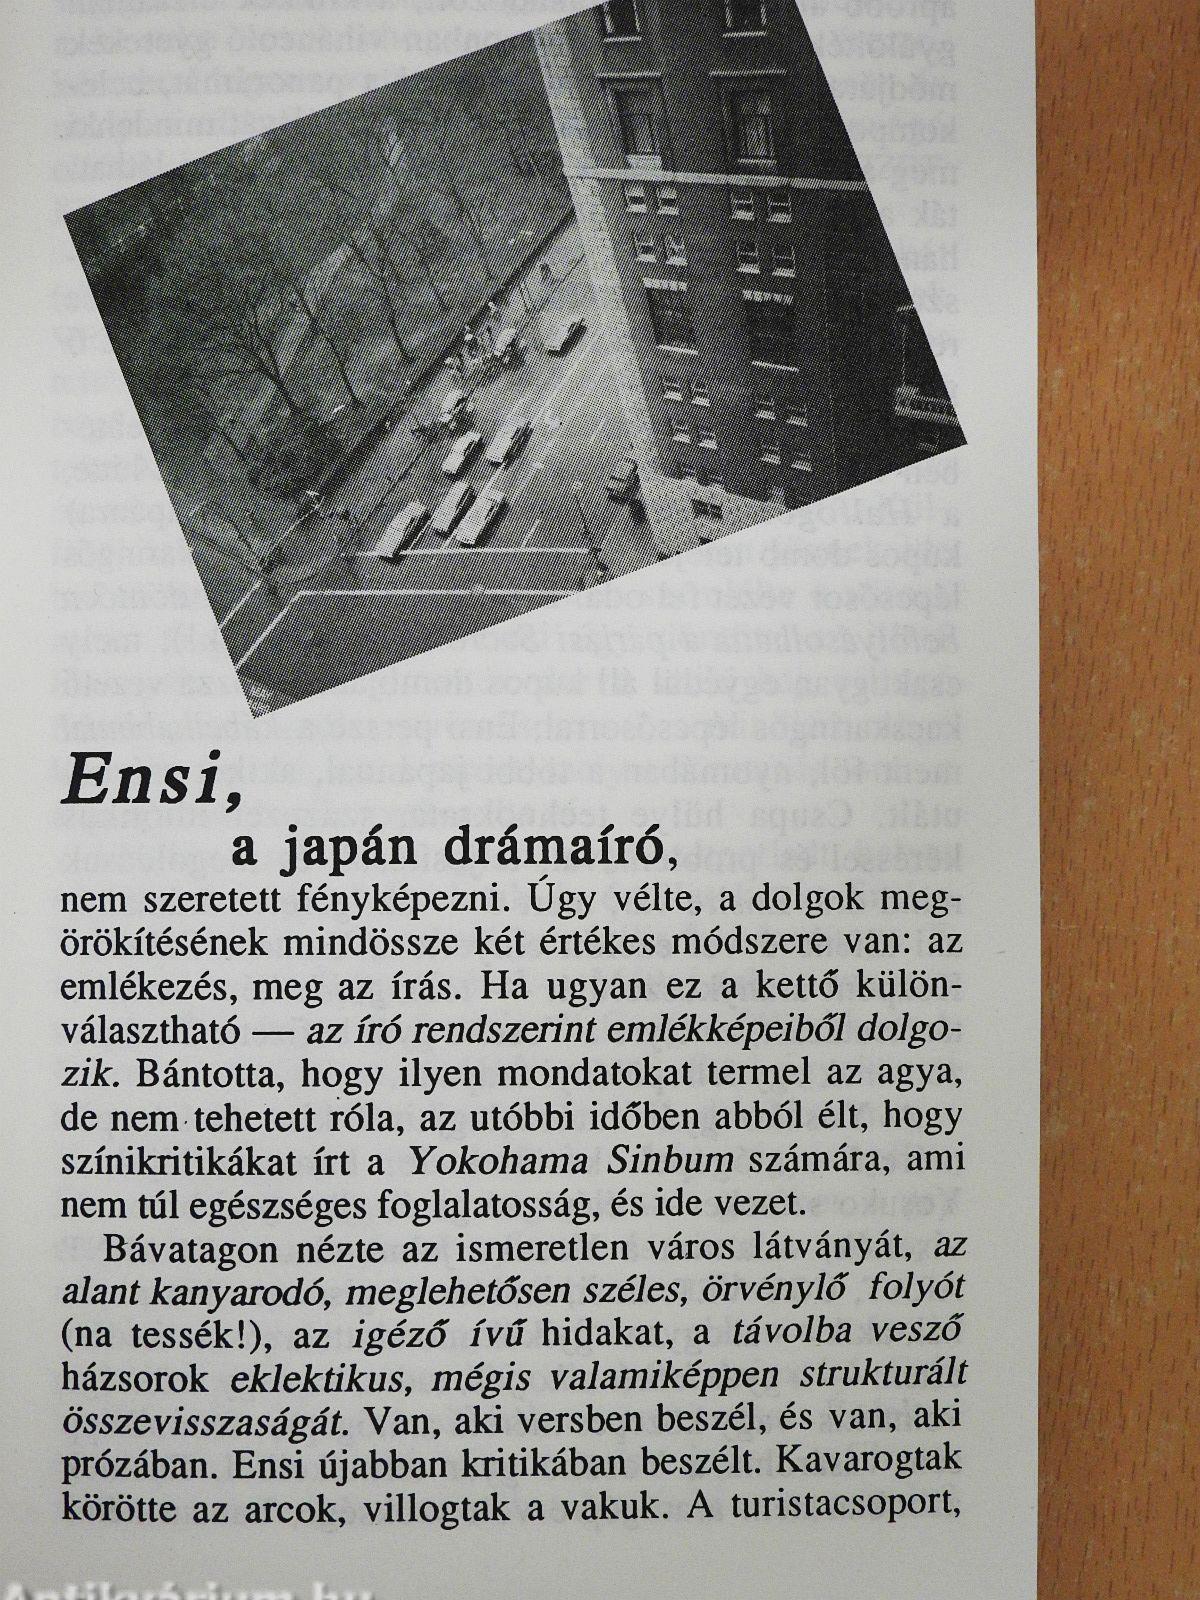 Ensi,
a japán drámaíró,
nem szeretett fényképezni. Úgy vélte, a dolgok meg-
örökítésének mindössze két értékes módszere van: az
emlékezés, meg az írás. Ha ugyan ez a kettő külön-
választható — az író rendszerint emlékképeiből dolgo-
zik. Bántotta, hogy ilyen mondatokat termel az agya,
de nem tehetett róla, az utóbbi időben abból élt, hogy
színikritikákat írt a Yokohama Sinbum számára, ami
nem túl egészséges foglalatosság, és ide vezet.
Bávatagon nézte az ismeretlen város látványát, az
alant kanyarodó, meglehetősen széles, örvénylő folyót
(na tessék!), az igéző ívű hidakat, a távolba vesző
házsorok eklektikus, mégis valamiképpen strukturált
összevisszaságát. Van, aki versben beszél, és van, aki
prózában. Ensi újabban kritikában beszélt. Kavarogtak
körötte az arcok, villogtak a vakuk. A turistacsoport,
Antikvárium.hu